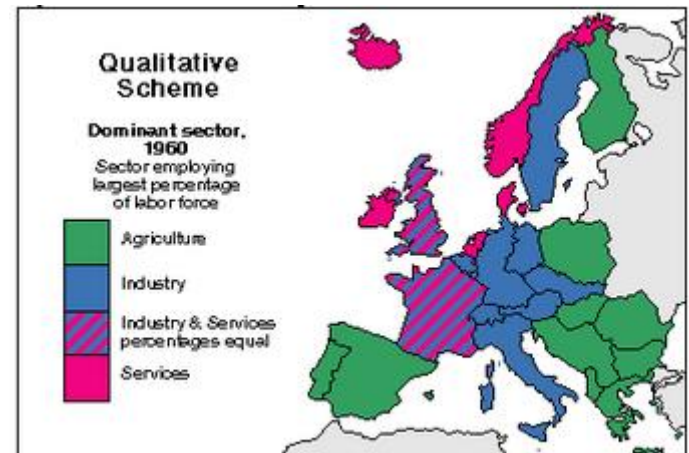 Qualitative
Scheme
Dominant sector,
1960
Sector employing
largest percentage
of labor force
Agriculture
Industry
Industry & Services
percentages equal
Services